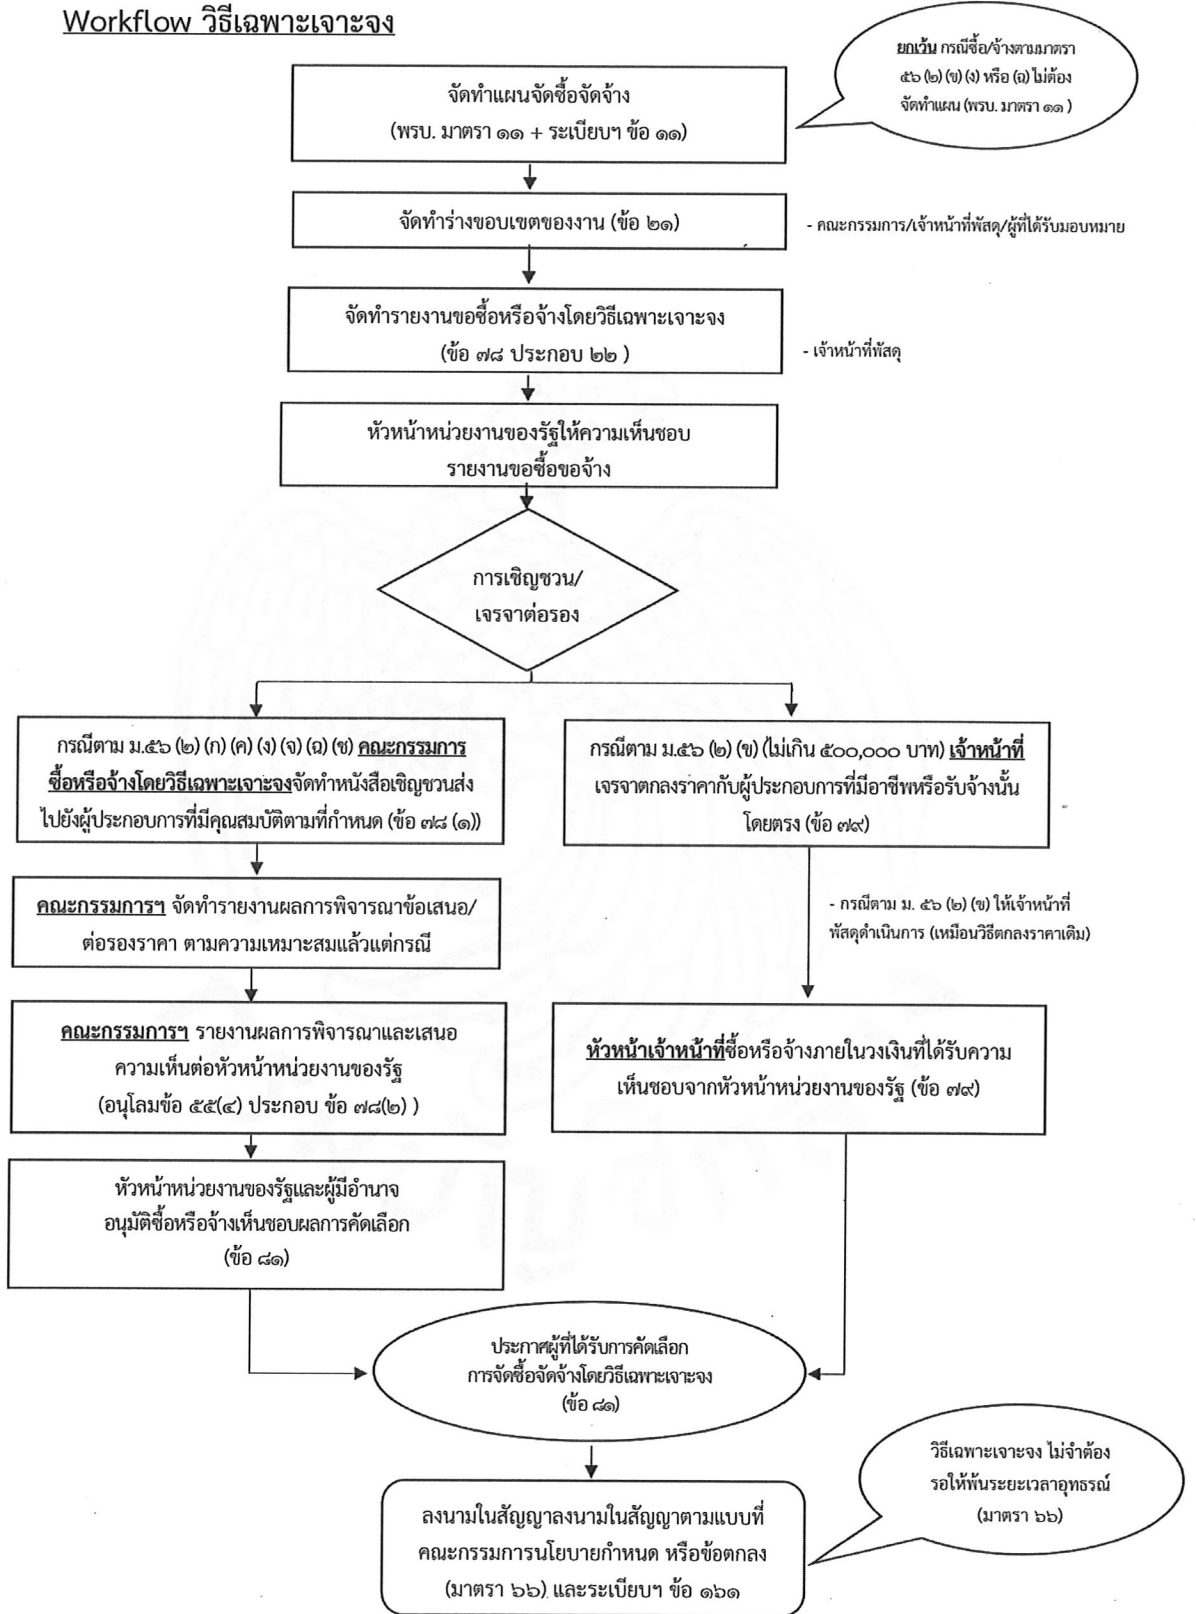 Workflow วิธีเฉพาะเจาะจง
ยกเว้น กรณีซื้อ/จ้างตามมาตรา
๕๖ (๒) (ข) (ง) หรือ (ฉ) ไม่ต้อง
จัดทำแผน (พรบ. มาตรา ๑๑ )
จัดทำแผนจัดซื้อจัดจ้าง
(พรบ. มาตรา ๑๑ + ระเบียบฯ ข้อ ๑๑)
จัดทำร่างขอบเขตของงาน (ข้อ ๒๑)
- คณะกรรมการ/เจ้าหน้าที่พัสดุ/ผู้ที่ได้รับมอบหมาย
จัดทำรายงานขอซื้อหรือจ้างโดยวิธีเฉพาะเจาะจง
(ข้อ ๗๘ ประกอบ ๒๒ )
- เจ้าหน้าที่พัสดุ
หัวหน้าหน่วยงานของรัฐให้ความเห็นชอบ
รายงานขอซื้อขอจ้าง
การเชิญชวน/
เจรจาต่อรอง
กรณีตาม ม.๕๖ (๒) (ก) (ค) (ง) (จ) (ฉ) (ช) คณะกรรมการ
ซื้อหรือจ้างโดยวิธีเฉพาะเจาะจงจัดทำหนังสือเชิญชวนส่ง
ไปยังผู้ประกอบการที่มีคุณสมบัติตามที่กำหนด (ข้อ ๗๘ (๑))
กรณีตาม ม.๕๖ (๒) (ข) (ไม่เกิน ๕๐๐,๐๐๐ บาท) เจ้าหน้าที่
เจรจาตกลงราคากับผู้ประกอบการที่มีอาชีพหรือรับจ้างนั้น
โดยตรง (ข้อ ๗๙)
คณะกรรมการฯ จัดทำรายงานผลการพิจารณาข้อเสนอ/
ต่อรองราคา ตามความเหมาะสมแล้วแต่กรณี
- กรณีตาม ม. ๕๖ (๒) (ข) ให้เจ้าหน้าที่
พัสดุดำเนินการ (เหมือนวิธีตกลงราคาเดิม)
คณะกรรมการฯ รายงานผลการพิจารณาและเสนอ
ความเห็นต่อหัวหน้าหน่วยงานของรัฐ
(อนุโลมข้อ ๕๕(๔) ประกอบ ข้อ ๗๘(๒) )
หัวหน้าเจ้าหน้าที่ซื้อหรือจ้างภายในวงเงินที่ได้รับความ
เห็นชอบจากหัวหน้าหน่วยงานของรัฐ (ข้อ ๗๙)
หัวหน้าหน่วยงานของรัฐและผู้มีอำนาจ
อนุมัติซื้อหรือจ้างเห็นชอบผลการคัดเลือก
(ข้อ ๘๑)
ประกาศผู้ที่ได้รับการคัดเลือก
การจัดซื้อจัดจ้างโดยวิธีเฉพาะเจาะจง
(ข้อ ๘๑)
วิธีเฉพาะเจาะจง ไม่จำต้อง
รอให้พ้นระยะเวลาอุทธรณ์
(มาตรา ๖๖)
ลงนามในสัญญาลงนามในสัญญาตามแบบที่
คณะกรรมการนโยบายกำหนด หรือข้อตกลง
(มาตรา ๖๖) และระเบียบฯ ข้อ ๑๖๑